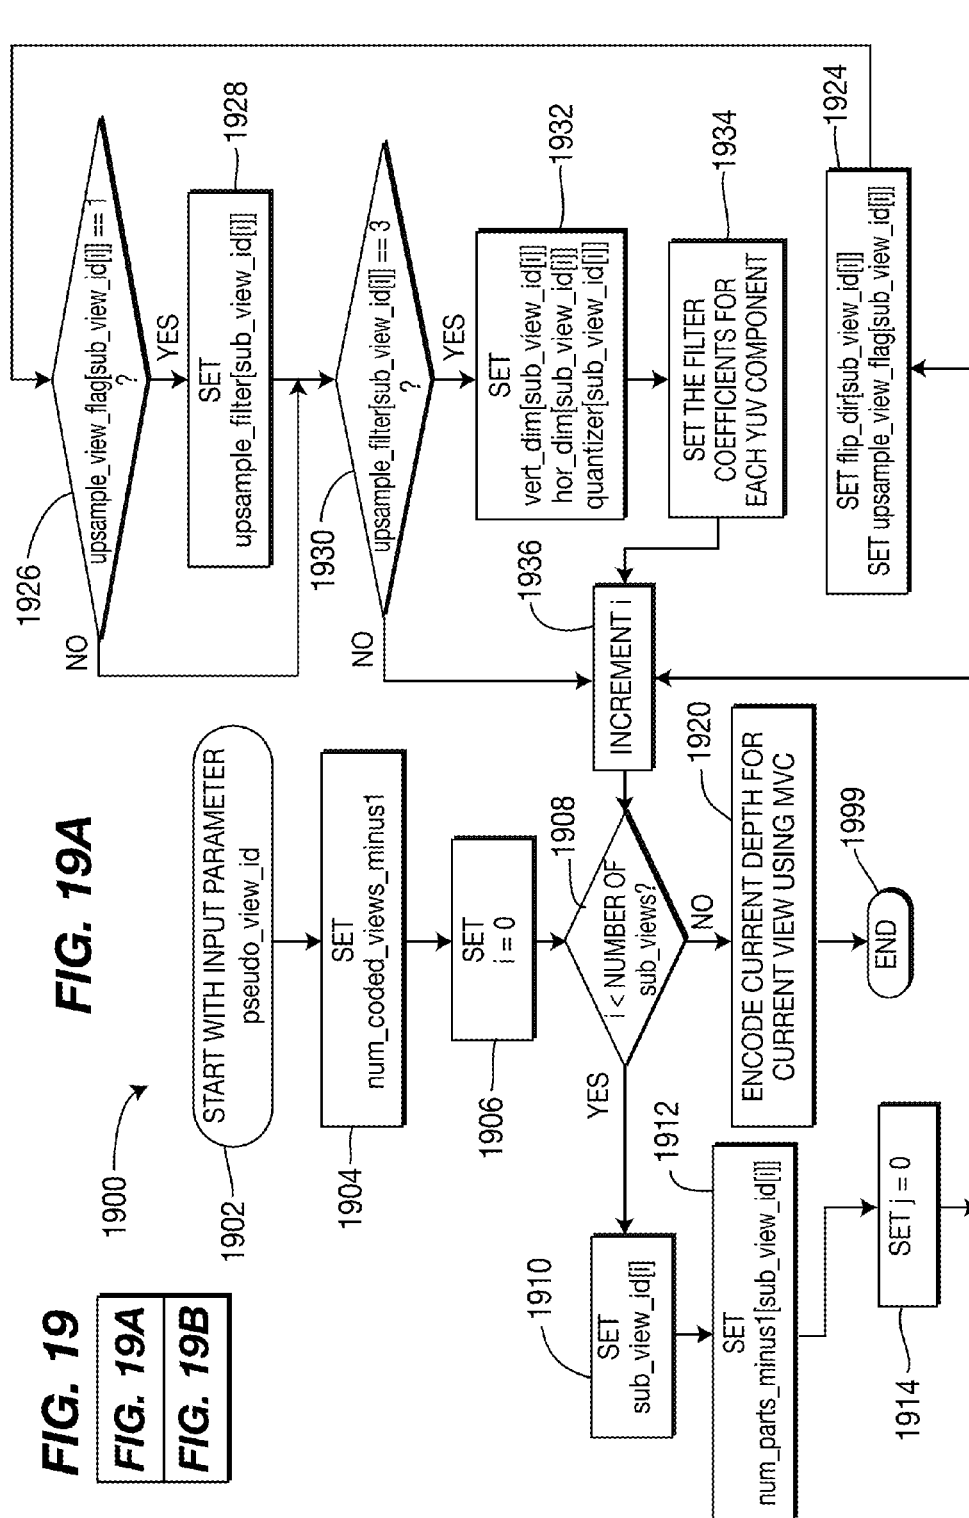 FIG. 19
FIG. 19A
FIG. 19B
FIG. 19A
1900
START WITH INPUT PARAMETER
pseudo_view_id
1902
SET
num_coded_views_minus1
1904
SET
i = 0
1906
i < NUMBER OF
sub_views?
1908
YES
NO
SET
sub_view_id[i]
1910
SET
num_parts_minus1[sub_view_id[i]]
1912
SET j = 0
1914
ENCODE CURRENT DEPTH FOR
CURRENT VIEW USING MVC
1920
END
1999
upsample_view_flag[sub_view_id[i]] == 1
?
1926
NO
YES
SET
upsample_filter[sub_view_id[i]]
1928
upsample_filter[sub_view_id[i]] == 3
?
1930
NO
YES
SET
vert_dim[sub_view_id[i]]
hor_dim[sub_view_id[i]]
quantizer[sub_view_id[i]]
1932
SET THE FILTER
COEFFICIENTS FOR
EACH YUV COMPONENT
1934
INCREMENT i
1936
SET flip_dir[sub_view_id[i]]
SET upsample_view_flag[sub_view_id[i]]
1924